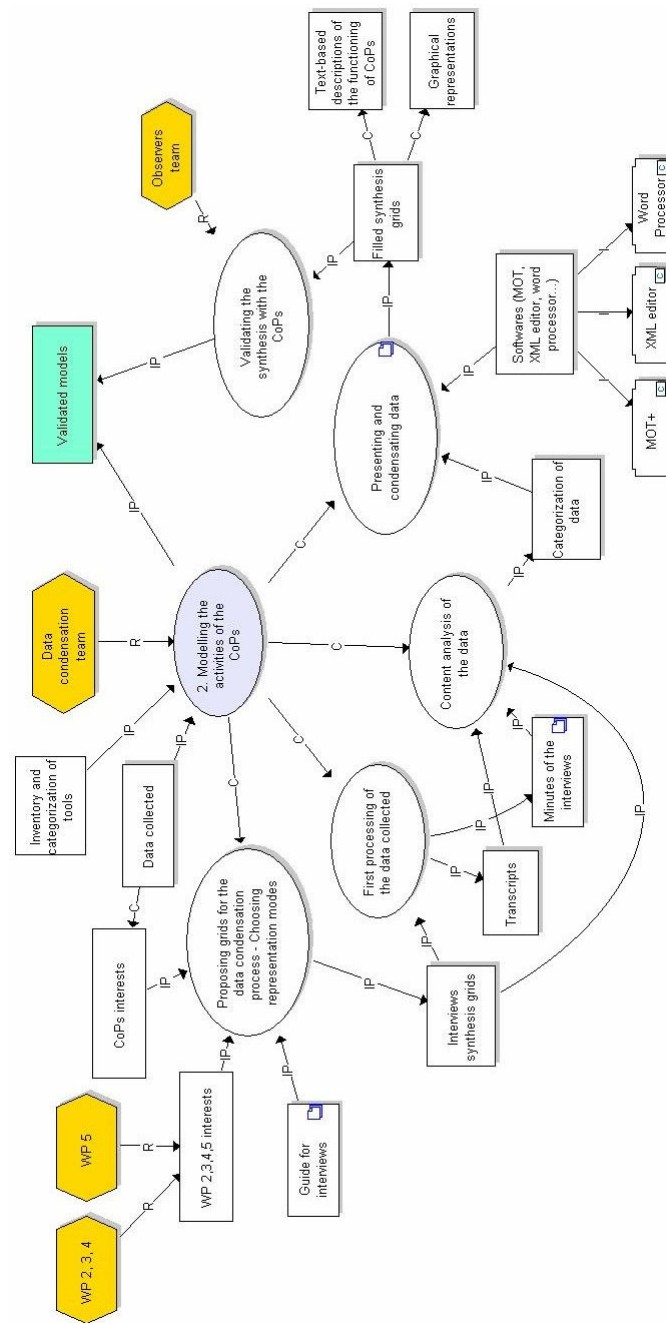 WP 2, 3, 4
WP 5
R
R
WP 2,3,4,5 interests
IP
Guide for
interviews
IP
CoPs interests
IP
C
Data collected
IP
Inventory and
categorization of
tools
IP
Data
condensation
team
R
2. Modelling the
activities of the
CoPs
IP
Validated models
IP
Observers
team
R
Validating the
synthesis with the
CoPs
C
C
C
C
Proposing grids for the
data condensation
process - Choosing
representation modes
IP
Interviews
synthesis grids
IP
IP
First processing of
the data collected
IP
IP
Transcripts
IP
Minutes of the
interviews
IP
Content analysis of
the data
IP
Categorization of
data
IP
Presenting and
condensating data
IP
IP
Filled synthesis
grids
IP
C
C
Text-based
descriptions of
the functioning
of CoPs
Graphical
representations
Softwares (MOT,
XML editor, word
processor...)
I
I
I
MOT+
C
XML editor
C
Word
Processor
C